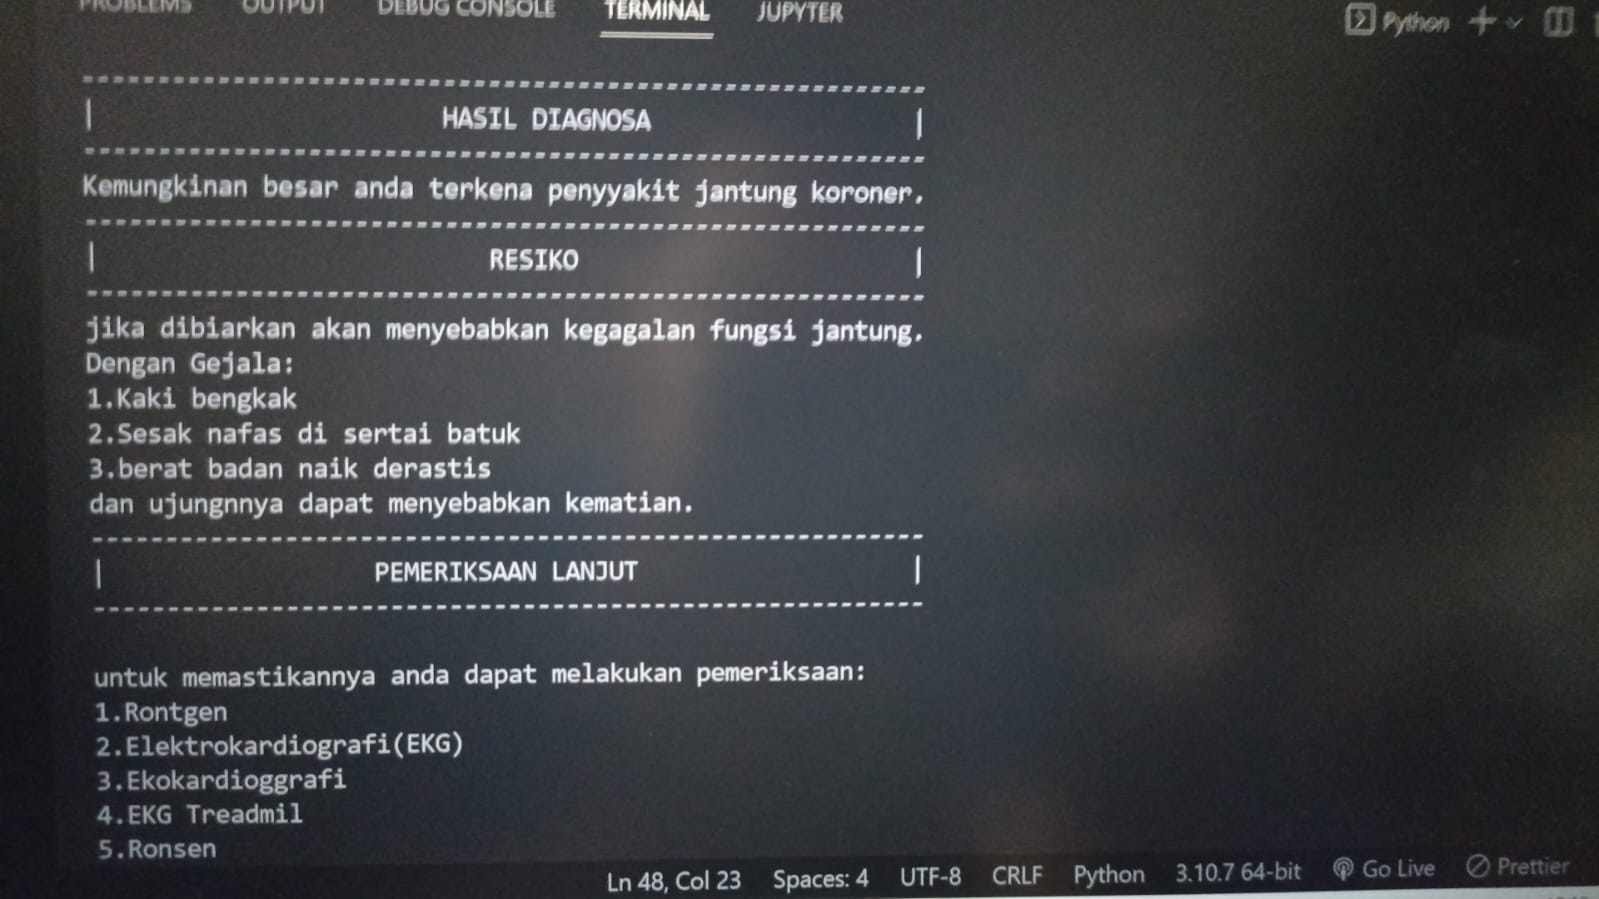 PROBLEMS OUTPUT DEBUG CONSOLE TERMINAL JUPYTER Python
--------------------------------------------------------
| HASIL DIAGNOSA |
--------------------------------------------------------
Kemungkinan besar anda terkena penyyakit jantung koroner.
--------------------------------------------------------
| RESIKO |
--------------------------------------------------------
jika dibiarkan akan menyebabkan kegagalan fungsi jantung.
Dengan Gejala:
1.Kaki bengkak
2.Sesak nafas di sertai batuk
3.berat badan naik derastis
dan ujungnnya dapat menyebabkan kematian.
--------------------------------------------------------
| PEMERIKSAAN LANJUT |
--------------------------------------------------------
untuk memastikannya anda dapat melakukan pemeriksaan:
1.Rontgen
2.Elektrokardiografi(EKG)
3.Ekokardioggrafi
4.EKG Treadmil
5.Ronsen
Ln 48, Col 23 Spaces: 4 UTF-8 CRLF Python 3.10.7 64-bit Go Live Prettier